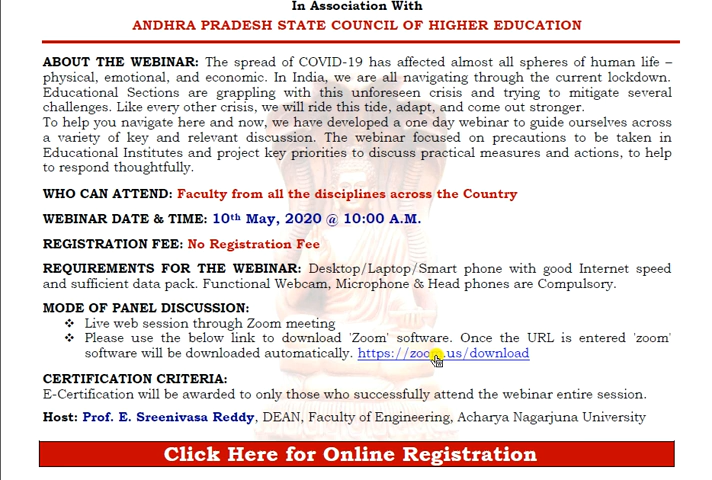 In Association With
ANDHRA PRADESH STATE COUNCIL OF HIGHER EDUCATION
ABOUT THE WEBINAR: The spread of COVID-19 has affected almost all spheres of human life –
physical, emotional, and economic. In India, we are all navigating through the current lockdown.
Educational Sections are grappling with this unforeseen crisis and trying to mitigate several
challenges. Like every other crisis, we will ride this tide, adapt, and come out stronger.
To help you navigate here and now, we have developed a one day webinar to guide ourselves across
a variety of key and relevant discussion. The webinar focused on precautions to be taken in
Educational Institutes and project key priorities to discuss practical measures and actions, to help
to respond thoughtfully.
WHO CAN ATTEND: Faculty from all the disciplines across the Country
WEBINAR DATE & TIME: 10th May, 2020 @ 10:00 A.M.
REGISTRATION FEE: No Registration Fee
REQUIREMENTS FOR THE WEBINAR: Desktop/Laptop/Smart phone with good Internet speed
and sufficient data pack. Functional Webcam, Microphone & Head phones are Compulsory.
MODE OF PANEL DISCUSSION:
❖ Live web session through Zoom meeting
❖ Please use the below link to download 'Zoom' software. Once the URL is entered 'zoom'
software will be downloaded automatically. https://zoom.us/download
CERTIFICATION CRITERIA:
E-Certification will be awarded to only those who successfully attend the webinar entire session.
Host: Prof. E. Sreenivasa Reddy, DEAN, Faculty of Engineering, Acharya Nagarjuna University
Click Here for Online Registration